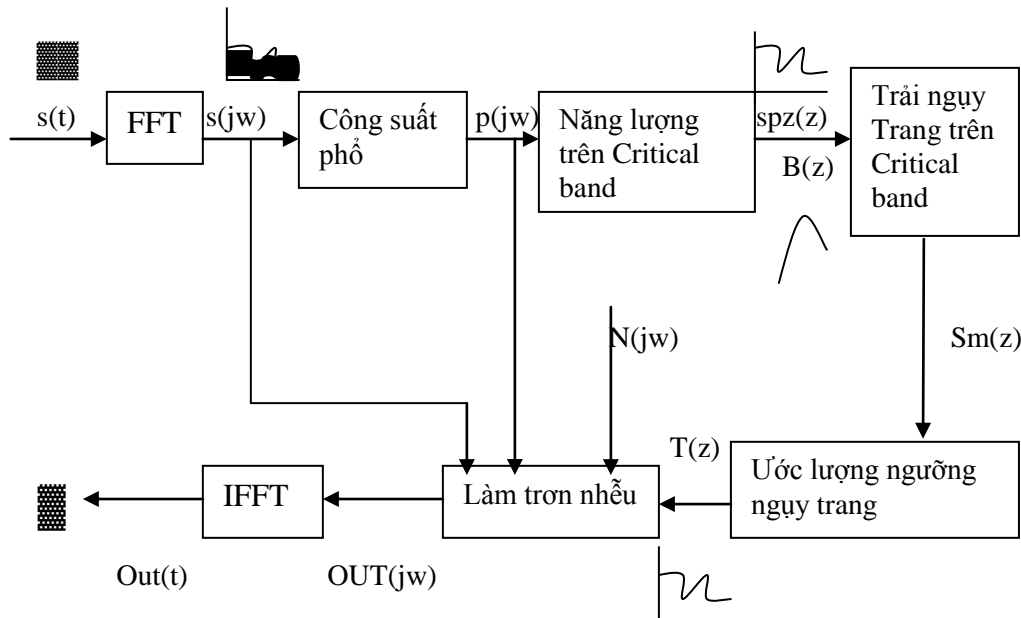 s(t)
FFT
s(jw)
Công suất
phổ
p(jw)
Năng lượng
trên Critical
band
spz(z)
B(z)
Trải ngụy
Trang trên
Critical
band
N(jw)
Sm(z)
T(z)
Ước lượng ngưỡng
ngụy trang
Làm trơn nhễu
IFFT
Out(t)
OUT(jw)